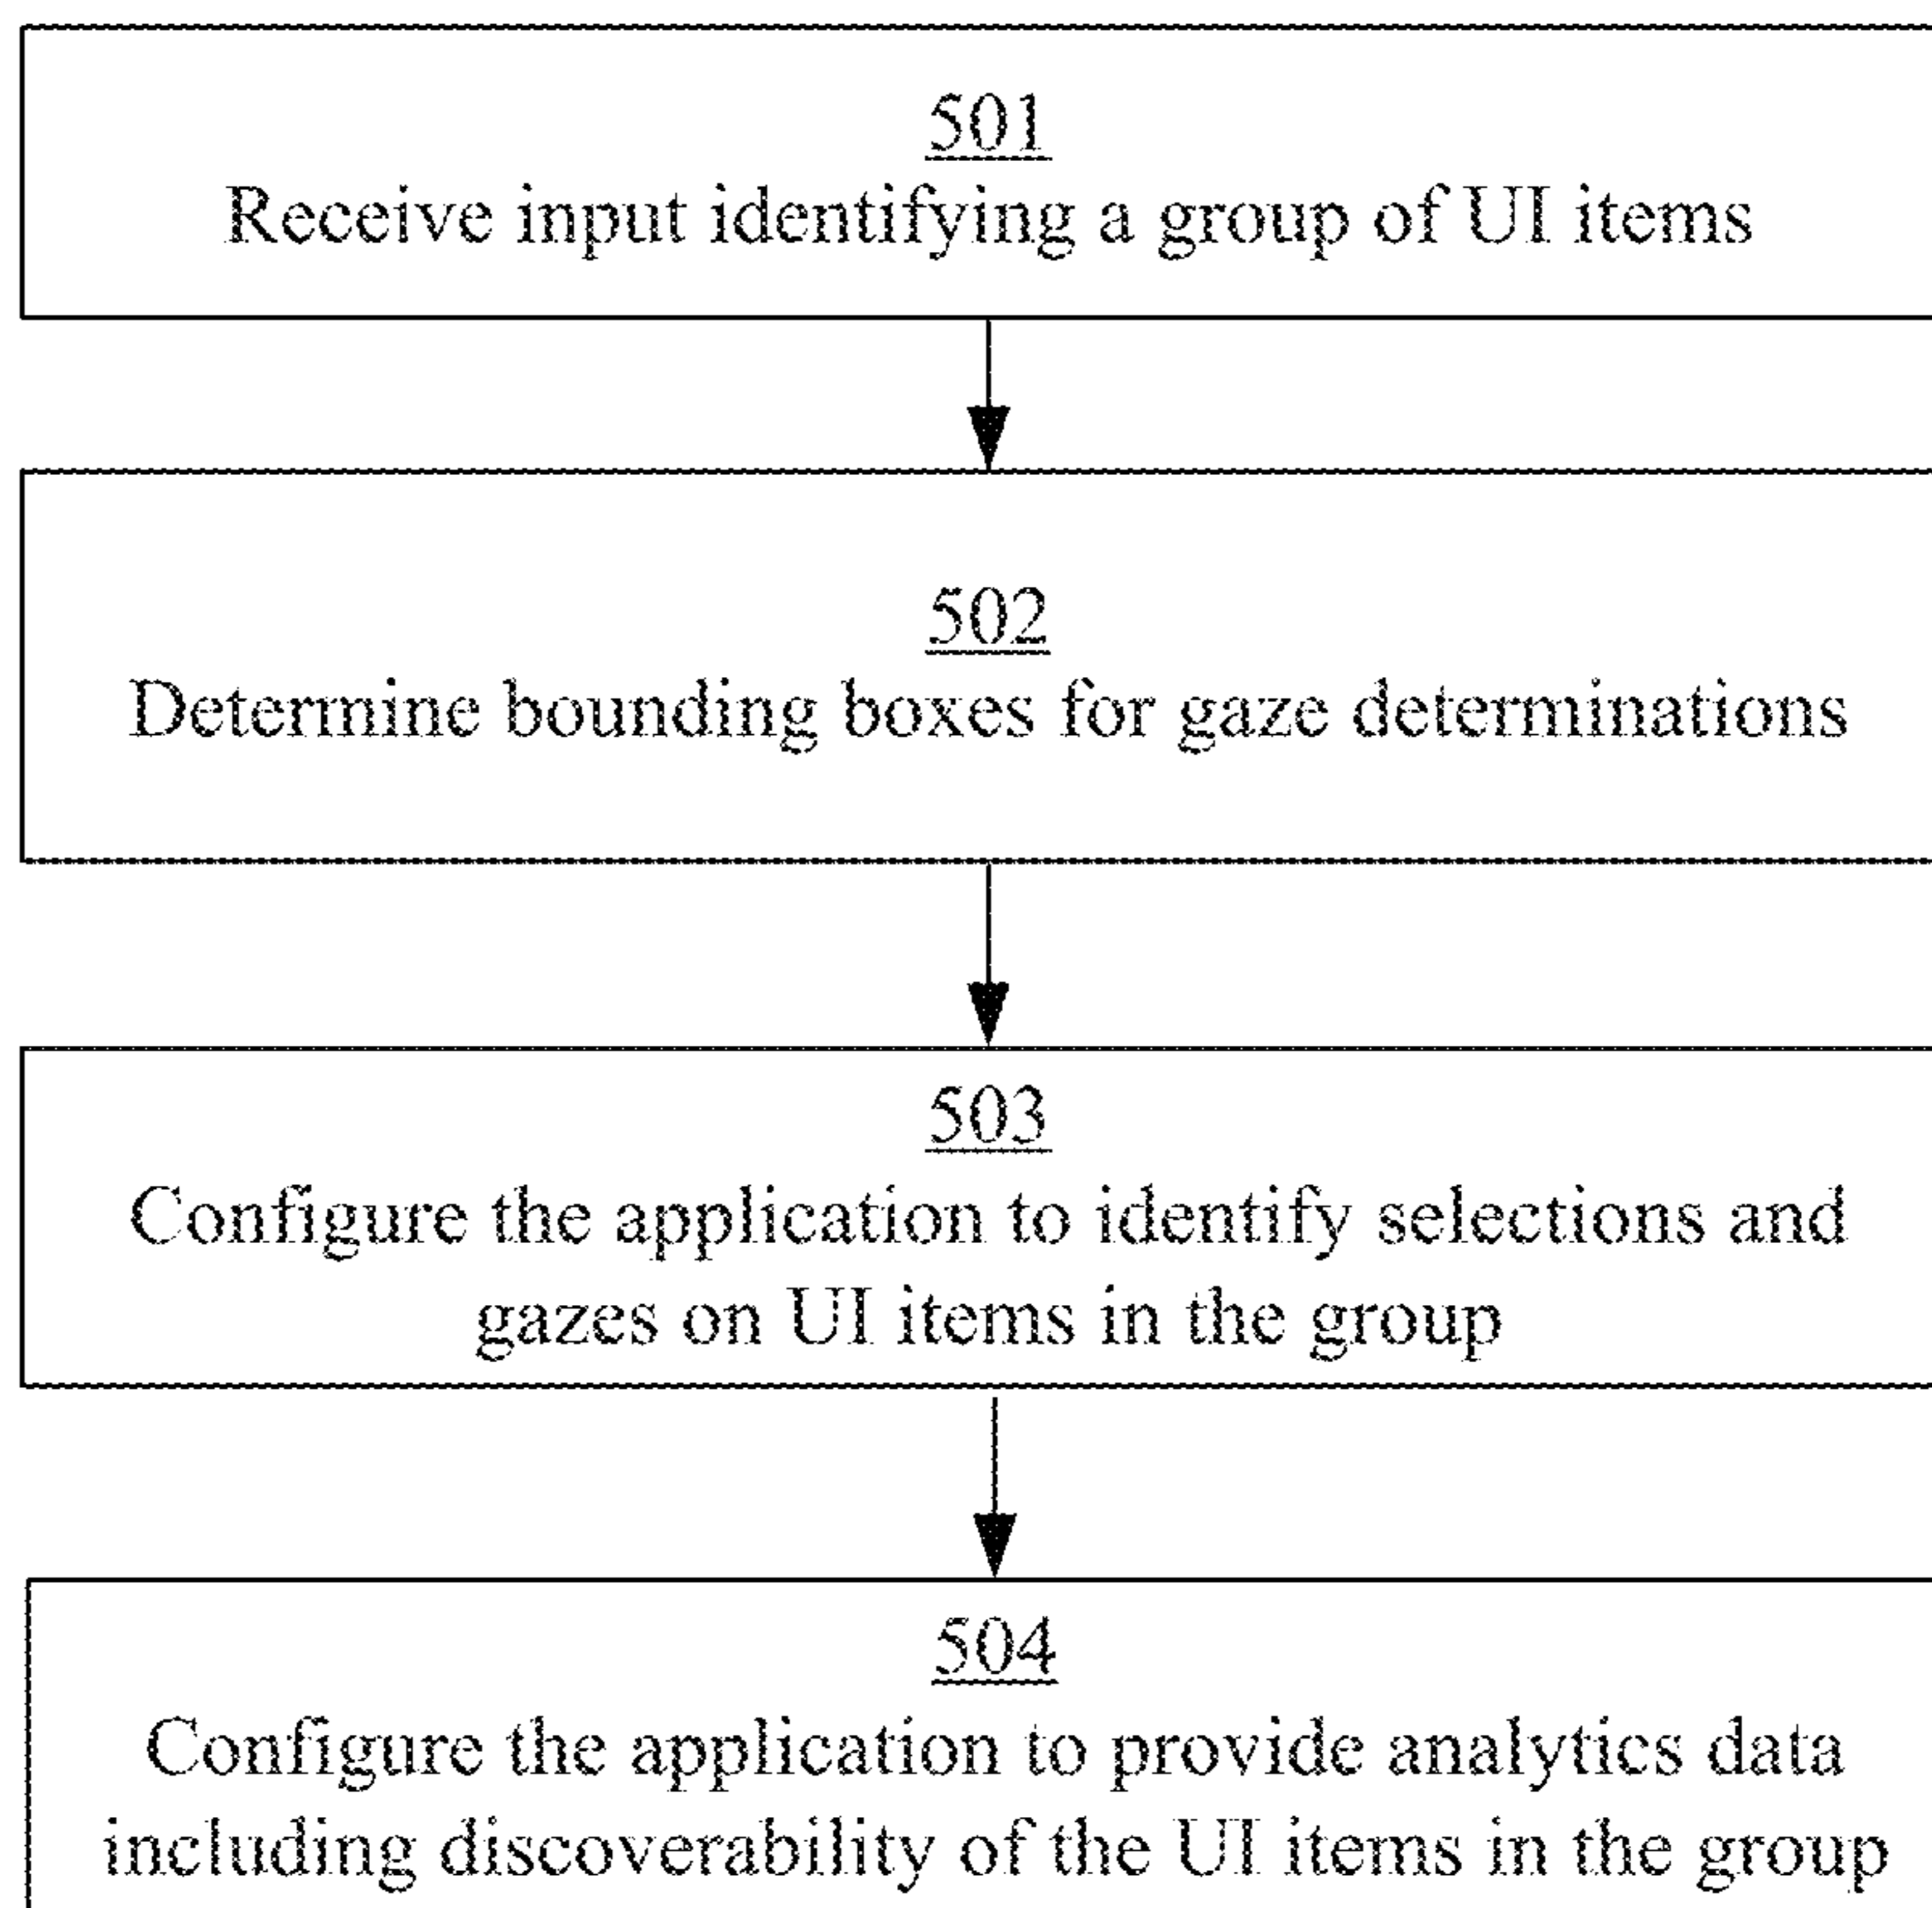 501
Receive input identifying a group of UI items
502
Determine bounding boxes for gaze determinations
503
Configure the application to identify selections and
gazes on UI items in the group
504
Configure the application to provide analytics data
including discoverability of the UI items in the group